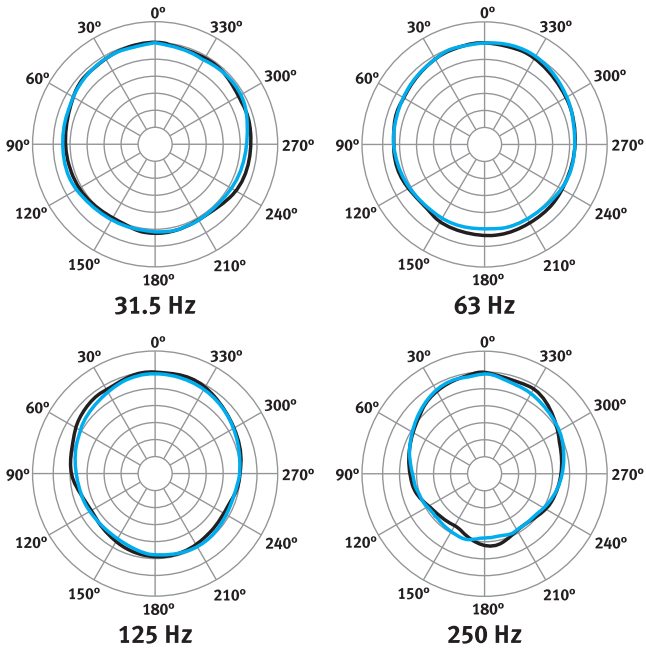 0º 0º
30º 330º 30º 330º
60º 300º 60º 300º
90º 270º 90º 270º
120º 240º 120º 240º
150º 210º 150º 210º
180º 180º
31.5 Hz 63 Hz
0º 0º
30º 330º 30º 330º
60º 300º 60º 300º
90º 270º 90º 270º
120º 240º 120º 240º
150º 210º 150º 210º
180º 180º
125 Hz 250 Hz